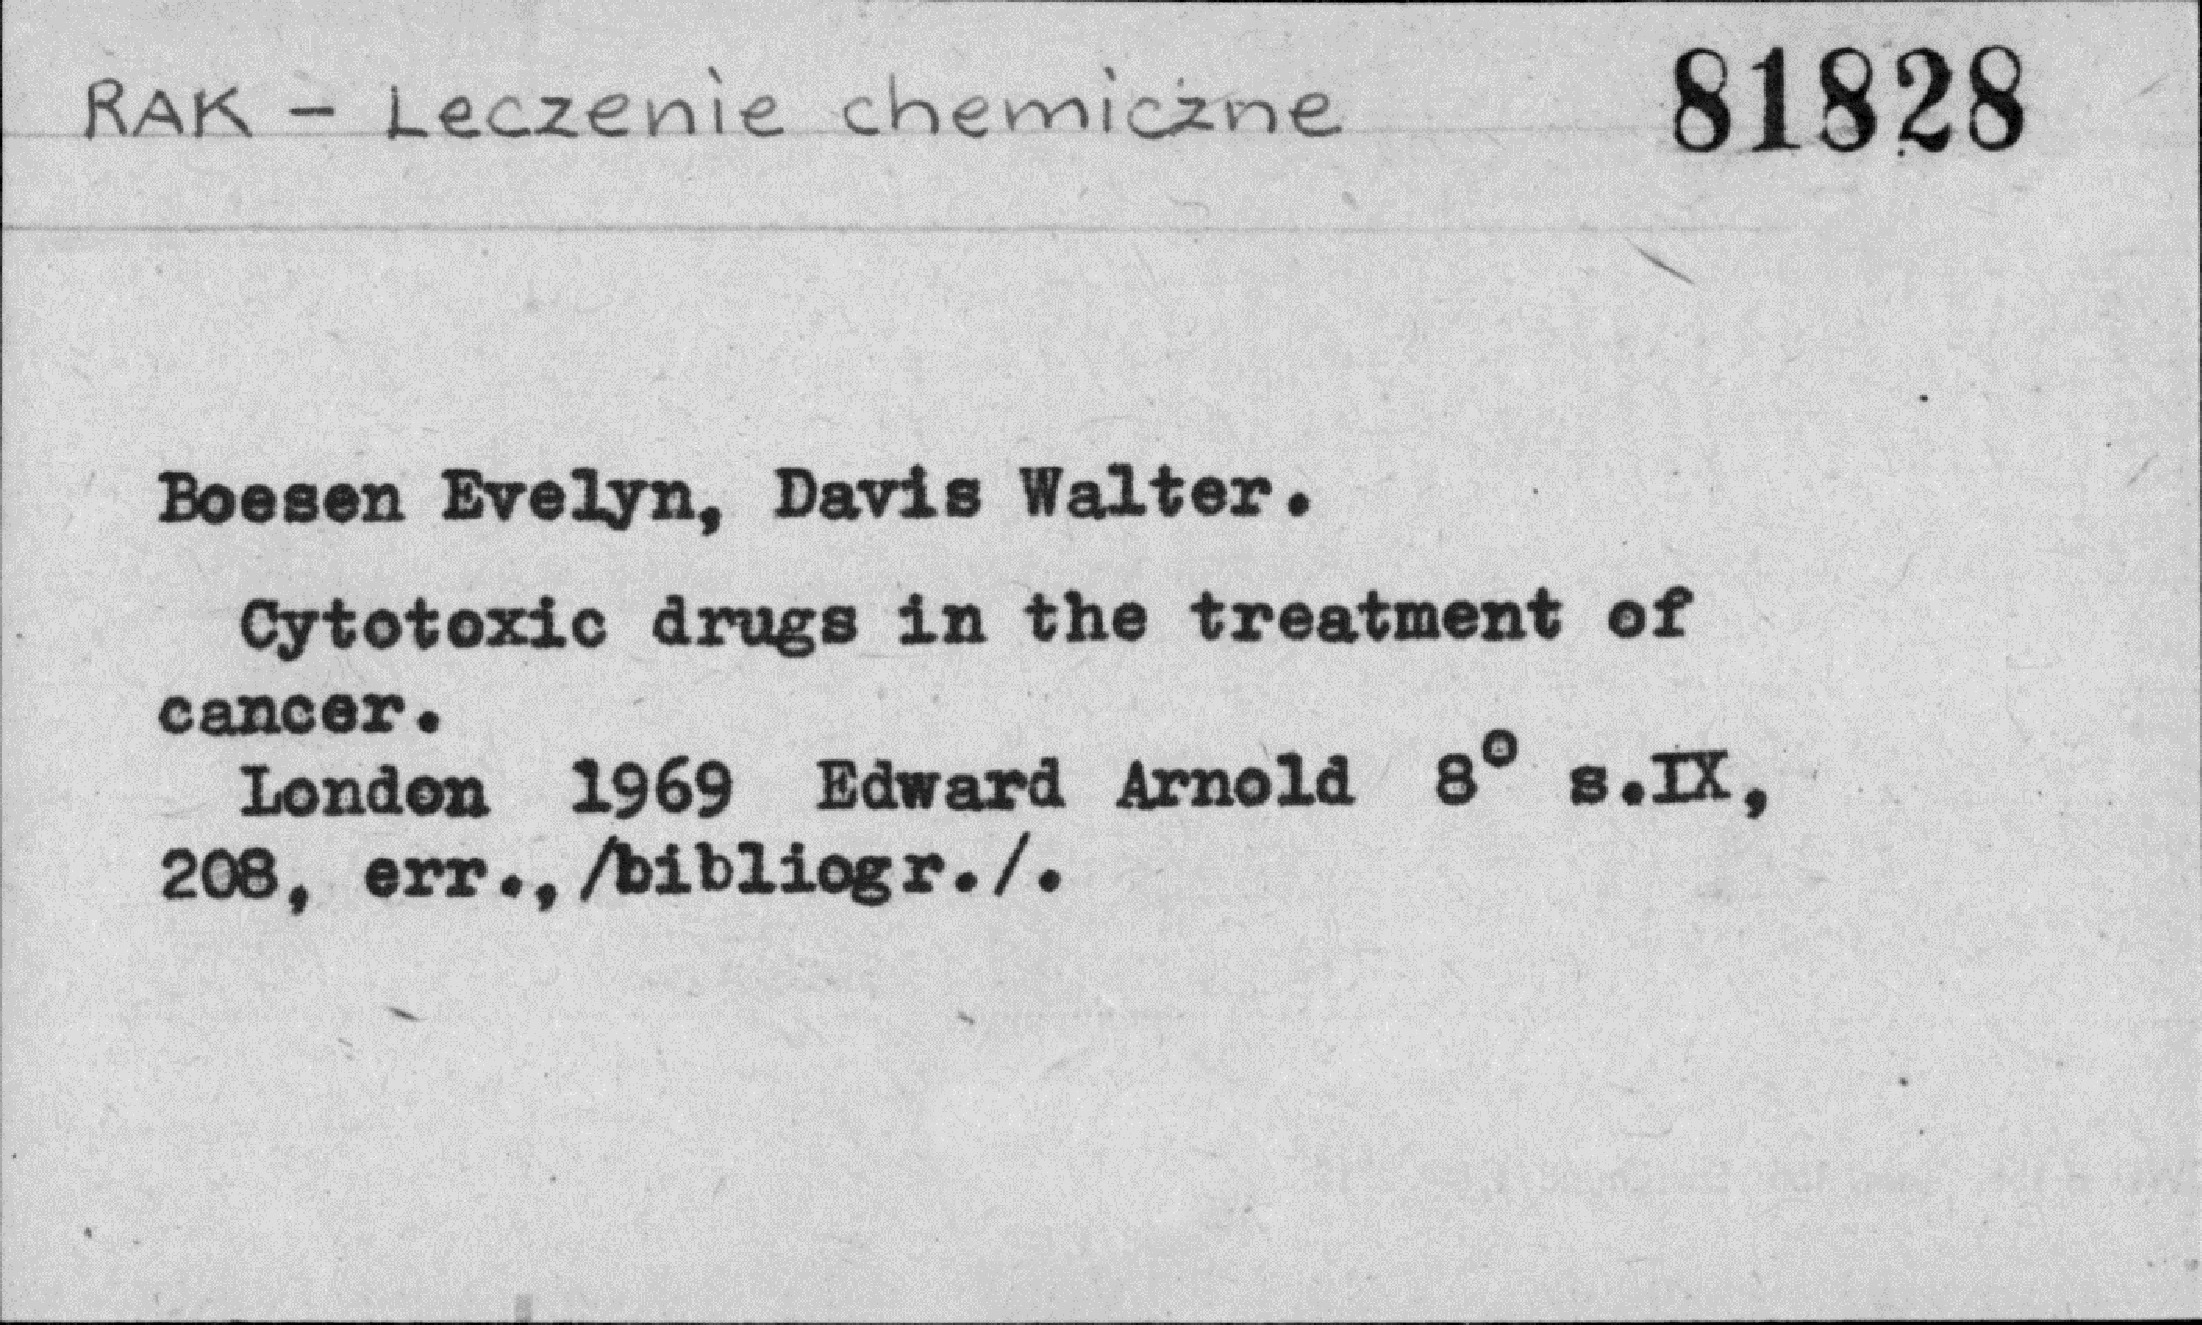 RAK - Leczenie chemiczne 81828
Boesen Evelyn, Davis Walter.
Cytotoxic drugs in the treatment of
cancer.
London 1969 Edward Arnold 8° s.IX,
208, err., /bibliogr./.